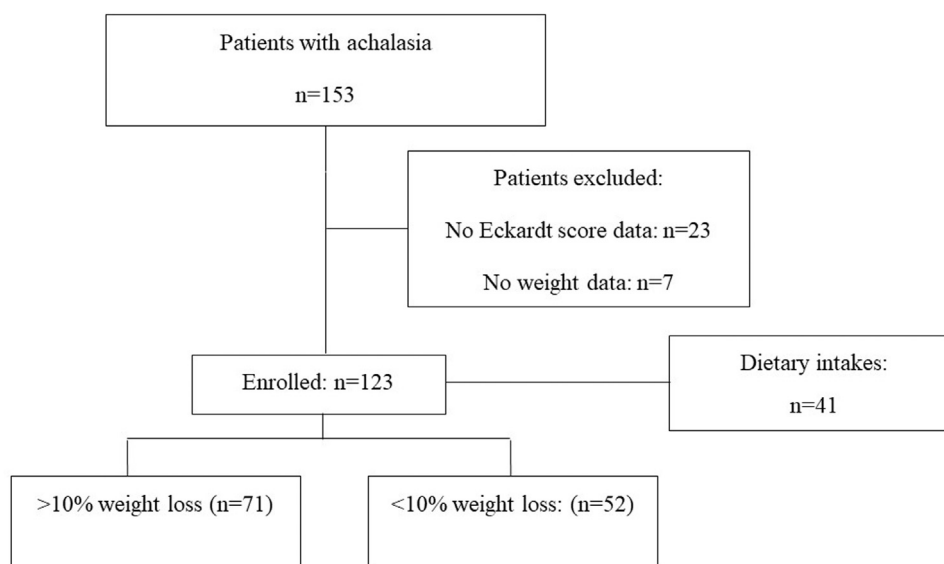 Patients with achalasia
n=153
Patients excluded:
No Eckardt score data: n=23
No weight data: n=7
Enrolled: n=123
Dietary intakes:
n=41
>10% weight loss (n=71)
<10% weight loss: (n=52)